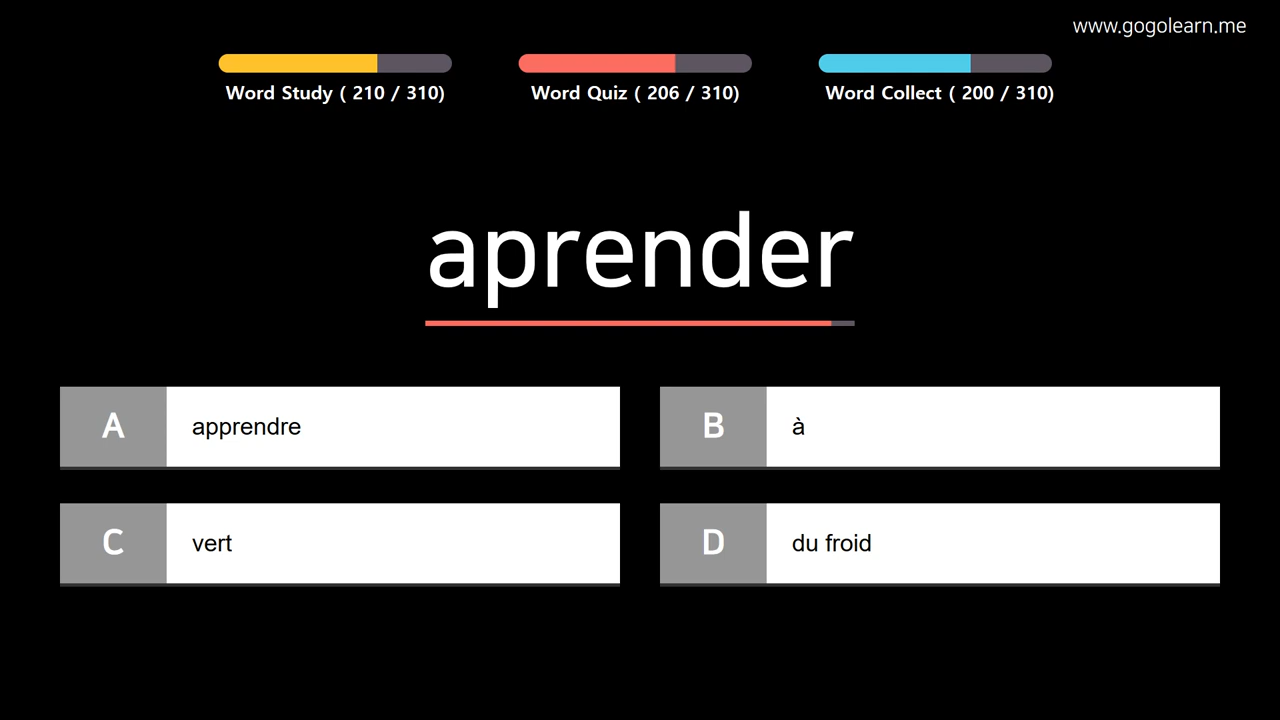 www.gogolearn.me
Word Study ( 210 / 310)
Word Quiz ( 206 / 310)
Word Collect ( 200 / 310)
aprender
A apprendre
B à
C vert
D du froid